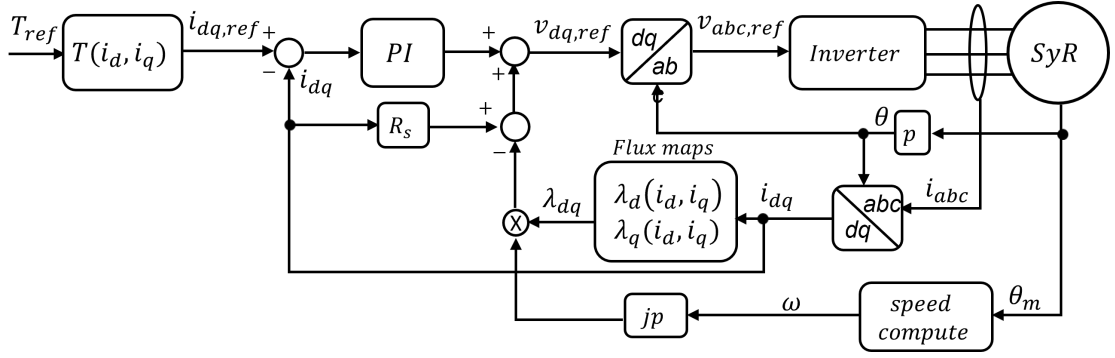 T_ref
T(i_d, i_q)
i_dq,ref
+
−
i_dq
PI
+
+
v_dq,ref
dq
ab
c
v_abc,ref
Inverter
SyR
R_s
+
−
θ
p
Flux maps
λ_dq
λ_d(i_d, i_q)
λ_q(i_d, i_q)
i_dq
abc
dq
i_abc
X
jp
ω
speed
compute
θ_m